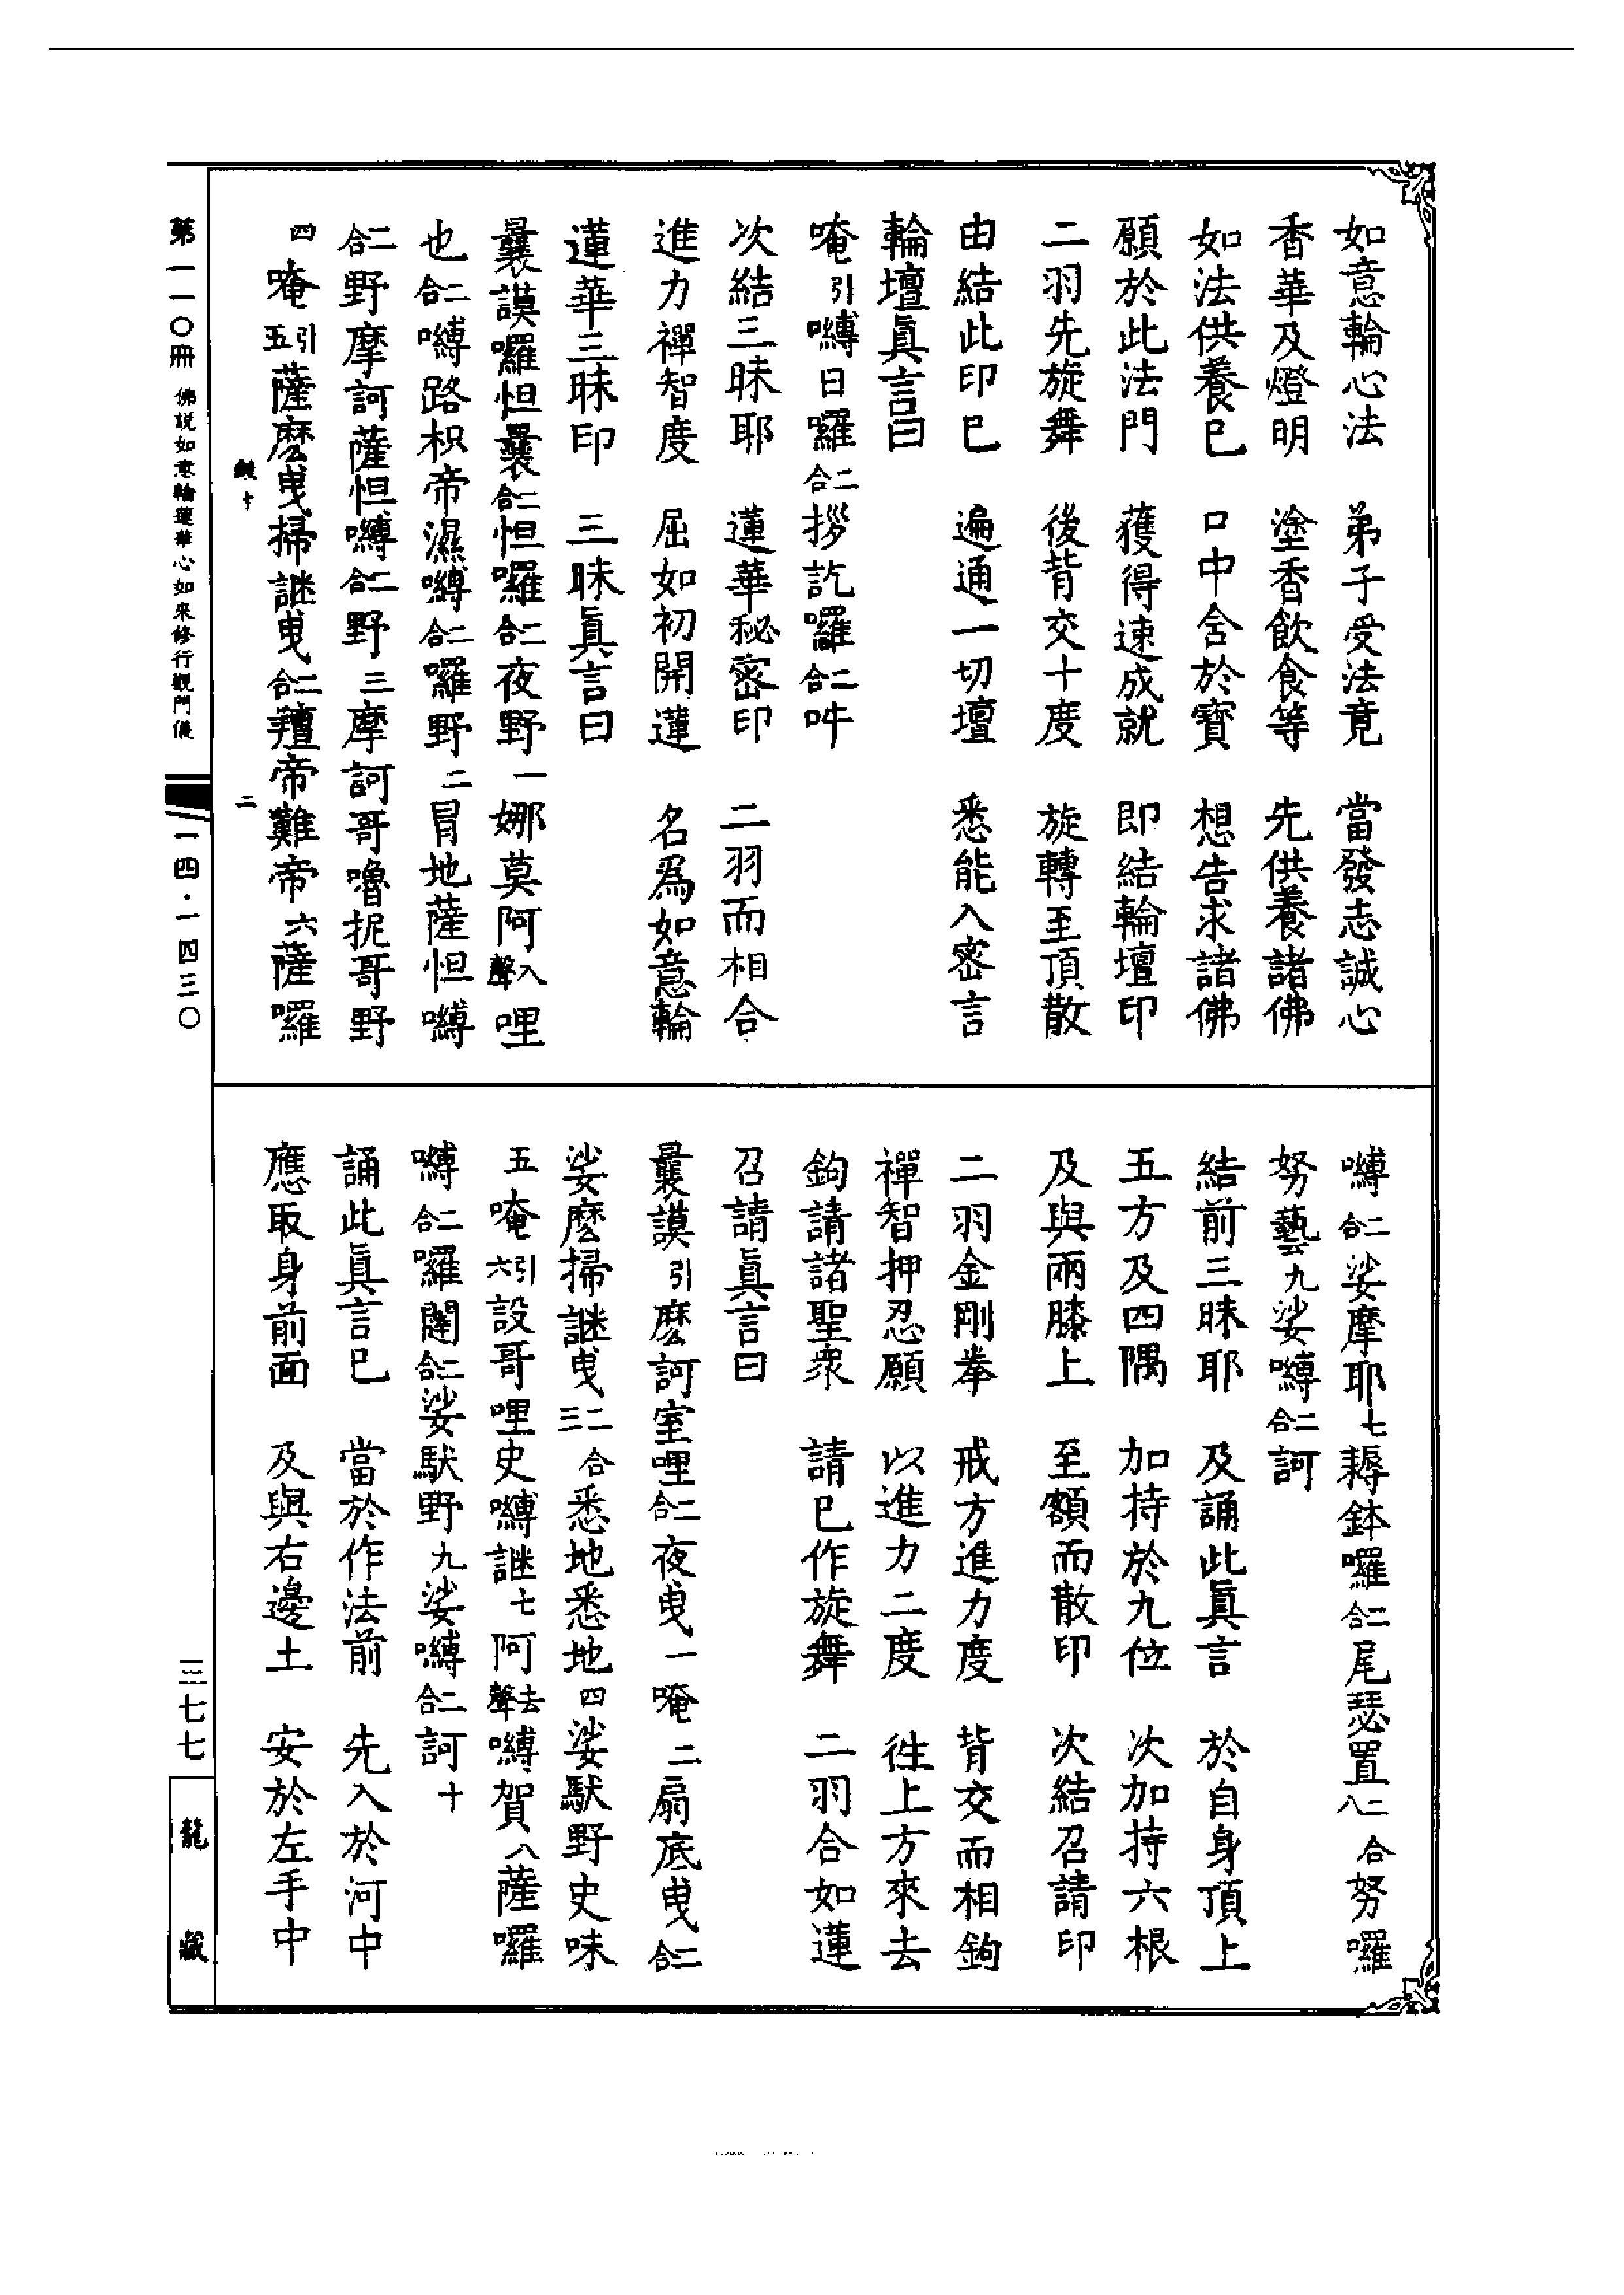 如意輪心法　弟子受法竟　當發志誠心
香華及燈明　塗香飲食等　先供養諸佛
如法供養已　口中含於寶　想告求諸佛
願於此法門　獲得速成就　即結輪壇印
二羽先旋舞　後背交十度　旋轉至頂散
由結此印已　遍通一切壇　悉能入密言
輪壇眞言曰
唵引嚩日囉二合拶訖囉二合吽
次結三昧耶　蓮華秘密印　二羽而相合
進力禪智度　屈如初開蓮　名爲如意輪
蓮華三昧印　三昧眞言曰
曩謨囉怛曩二合怛囉二合夜野一娜莫阿入聲哩
也二合嚩路枳帝濕嚩二合囉野二冒地薩怛嚩
二合野摩訶薩怛嚩二合野三摩訶哥嚕抳哥野
四唵引五薩麽曳掃謎曳二合羶帝難帝六薩囉
嚩二合娑摩耶七耨鉢囉二合尾瑟置二合八努囉
努藝九娑嚩二合訶
結前三昧耶　及誦此眞言　於自身頂上
五方及四隅　加持於九位　次加持六根
及與兩膝上　至額而散印　次結召請印
二羽金剛拳　戒方進力度　背交而相鉤
禪智押忍願　以進力二度　徃上方來去
鉤請諸聖衆　請已作旋舞　二羽合如蓮
召請眞言曰
曩謨引麽訶室哩二合夜曳一唵二扇底曳二合
娑麽掃謎曳二合三悉地悉地四娑馱野史味
五唵引六設哥哩史嚩謎七阿去聲嚩賀八薩囉
嚩二合囉闥二合娑馱野九娑嚩二合訶十
誦此眞言已　當於作法前　先入於河中
應取身前面　及與右邊土　安於左手中
第一一〇冊　佛説如意輪蓮華心如來修行觀門儀
一四·一四三〇
三七七
龍藏
十
二